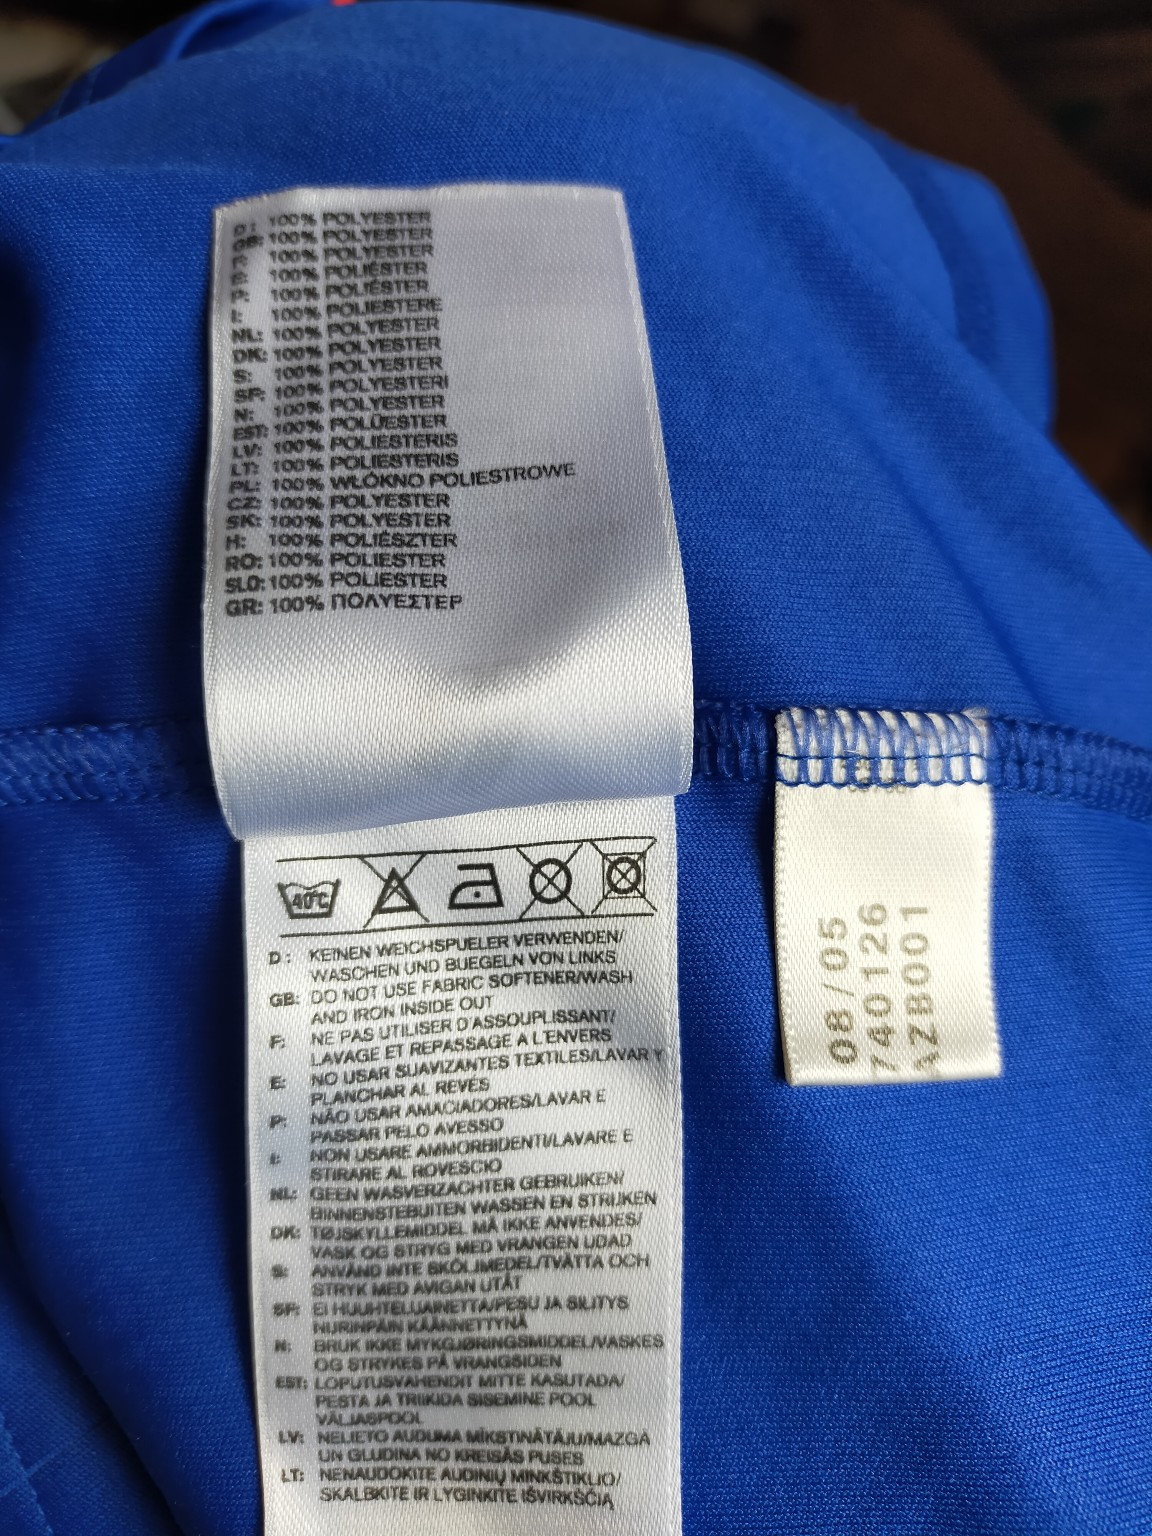 D: 100% POLYESTER
GB: 100% POLYESTER
F: 100% POLYESTER
E: 100% POLIÉSTER
P: 100% POLIÉSTER
I: 100% POLIESTERE
NL: 100% POLYESTER
DK: 100% POLYESTER
S: 100% POLYESTER
SF: 100% POLYESTERI
N: 100% POLYESTER
EST: 100% POLÜESTER
LV: 100% POLIESTERIS
LT: 100% POLIESTERIS
PL: 100% WŁÓKNO POLIESTROWE
CZ: 100% POLYESTER
SK: 100% POLYESTER
H: 100% POLIÉSZTER
RO: 100% POLIESTER
SLO: 100% POLIESTER
GR: 100% ΠΟΛΥΕΣΤΕΡ
40°C
D: KEINEN WEICHSPUELER VERWENDEN/
WASCHEN UND BUEGELN VON LINKS
GB: DO NOT USE FABRIC SOFTENER/WASH
AND IRON INSIDE OUT
F: NE PAS UTILISER D'ASSOUPLISSANT/
LAVAGE ET REPASSAGE A L'ENVERS
E: NO USAR SUAVIZANTES TEXTILES/LAVAR Y
PLANCHAR AL REVÉS
P: NÃO USAR AMACIADORES/LAVAR E
PASSAR PELO AVESSO
I: NON USARE AMMORBIDENTI/LAVARE E
STIRARE AL ROVESCIO
NL: GEEN WASVERZACHTER GEBRUIKEN/
BINNENSTEBUITEN WASSEN EN STRIJKEN
DK: TØJSKYLLEMIDDEL MÅ IKKE ANVENDES/
VASK OG STRYG MED VRANGEN UDAD
S: ANVÄND INTE SKÖLJMEDEL/TVÄTTA OCH
STRYK MED AVIGAN UTÅT
SF: EI HUUHTELUAINETTA/PESU JA SILITYS
NURINPÄIN KÄÄNNETTYNÄ
N: BRUK IKKE MYKGJØRINGSMIDDEL/VASKES
OG STRYKES PÅ VRANGSIDEN
EST: LOPUTUSVAHENDIT MITTE KASUTADA/
PESTA JA TRIIKIDA SISEMINE POOL
VÄLJASPOOL
LV: NELIETO AUDUMA MĪKSTINĀTĀJU/MAZGĀ
UN GLUDINA NO KREISĀS PUSES
LT: NENAUDOKITE AUDINIŲ MINKŠTIKLIO/
SKALBKITE IR LYGINKITE IŠVIRKŠČIĄ
08/05
740126
AZB001